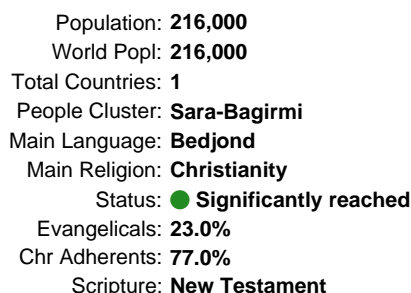 Population: 216,000
World Popl: 216,000
Total Countries: 1
People Cluster: Sara-Bagirmi
Main Language: Bedjond
Main Religion: Christianity
Status: Significantly reached
Evangelicals: 23.0%
Chr Adherents: 77.0%
Scripture: New Testament